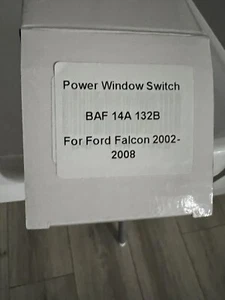 Power Window Switch
BAF 14A 132B
For Ford Falcon 2002-
2008